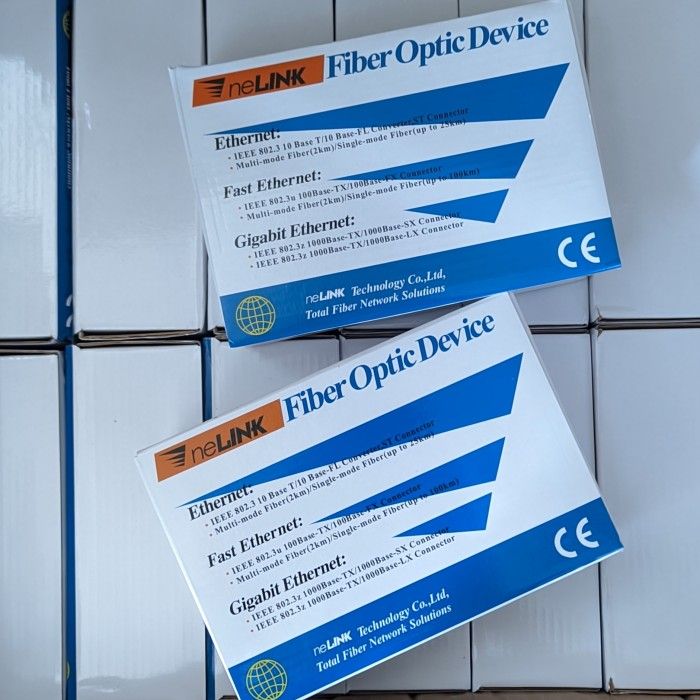 neLINK Fiber Optic Device
Ethernet:
• IEEE 802.3 10 Base T/10 Base-FL Converter,ST Connector
• Multi-mode Fiber(2km)/Single-mode Fiber(up to 25km)
Fast Ethernet:
• IEEE 802.3u 100Base-TX/100Base-FX Connector
• Multi-mode Fiber(2km)/Single-mode Fiber(up to 100km)
Gigabit Ethernet:
• IEEE 802.3z 1000Base-TX/1000Base-SX Connector
• IEEE 802.3z 1000Base-TX/1000Base-LX Connector
CE
neLINK Technology Co.,Ltd,
Total Fiber Network Solutions
neLINK Fiber Optic Device
Ethernet:
• IEEE 802.3 10 Base T/10 Base-FL Converter,ST Connector
• Multi-mode Fiber(2km)/Single-mode Fiber(up to 25km)
Fast Ethernet:
• IEEE 802.3u 100Base-TX/100Base-FX Connector
• Multi-mode Fiber(2km)/Single-mode Fiber(up to 100km)
Gigabit Ethernet:
• IEEE 802.3z 1000Base-TX/1000Base-SX Connector
• IEEE 802.3z 1000Base-TX/1000Base-LX Connector
CE
neLINK Technology Co.,Ltd,
Total Fiber Network Solutions